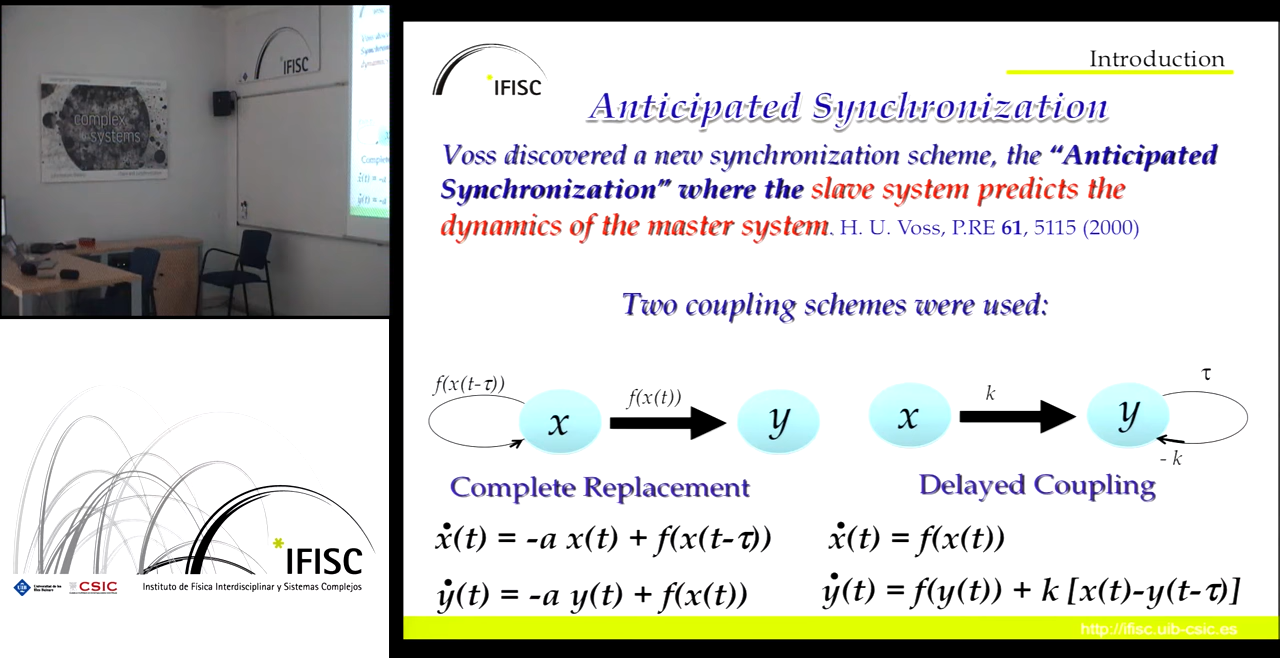 IFISC
complex
systems
IFISC
Introduction
Anticipated Synchronization
Voss discovered a new synchronization scheme, the “Anticipated
Synchronization” where the slave system predicts the
dynamics of the master system. H. U. Voss, P.RE 61, 5115 (2000)
Two coupling schemes were used:
f(x(t-τ))
x
f(x(t))
y
x
k
y
τ
- k
Complete Replacement
Delayed Coupling
ẋ(t) = -a x(t) + f(x(t-τ))
ẏ(t) = -a y(t) + f(x(t))
ẋ(t) = f(x(t))
ẏ(t) = f(y(t)) + k [x(t)-y(t-τ)]
http://ifisc.uib-csic.es
*IFISC
UIB
CSIC
Instituto de Física Interdisciplinar y Sistemas Complejos